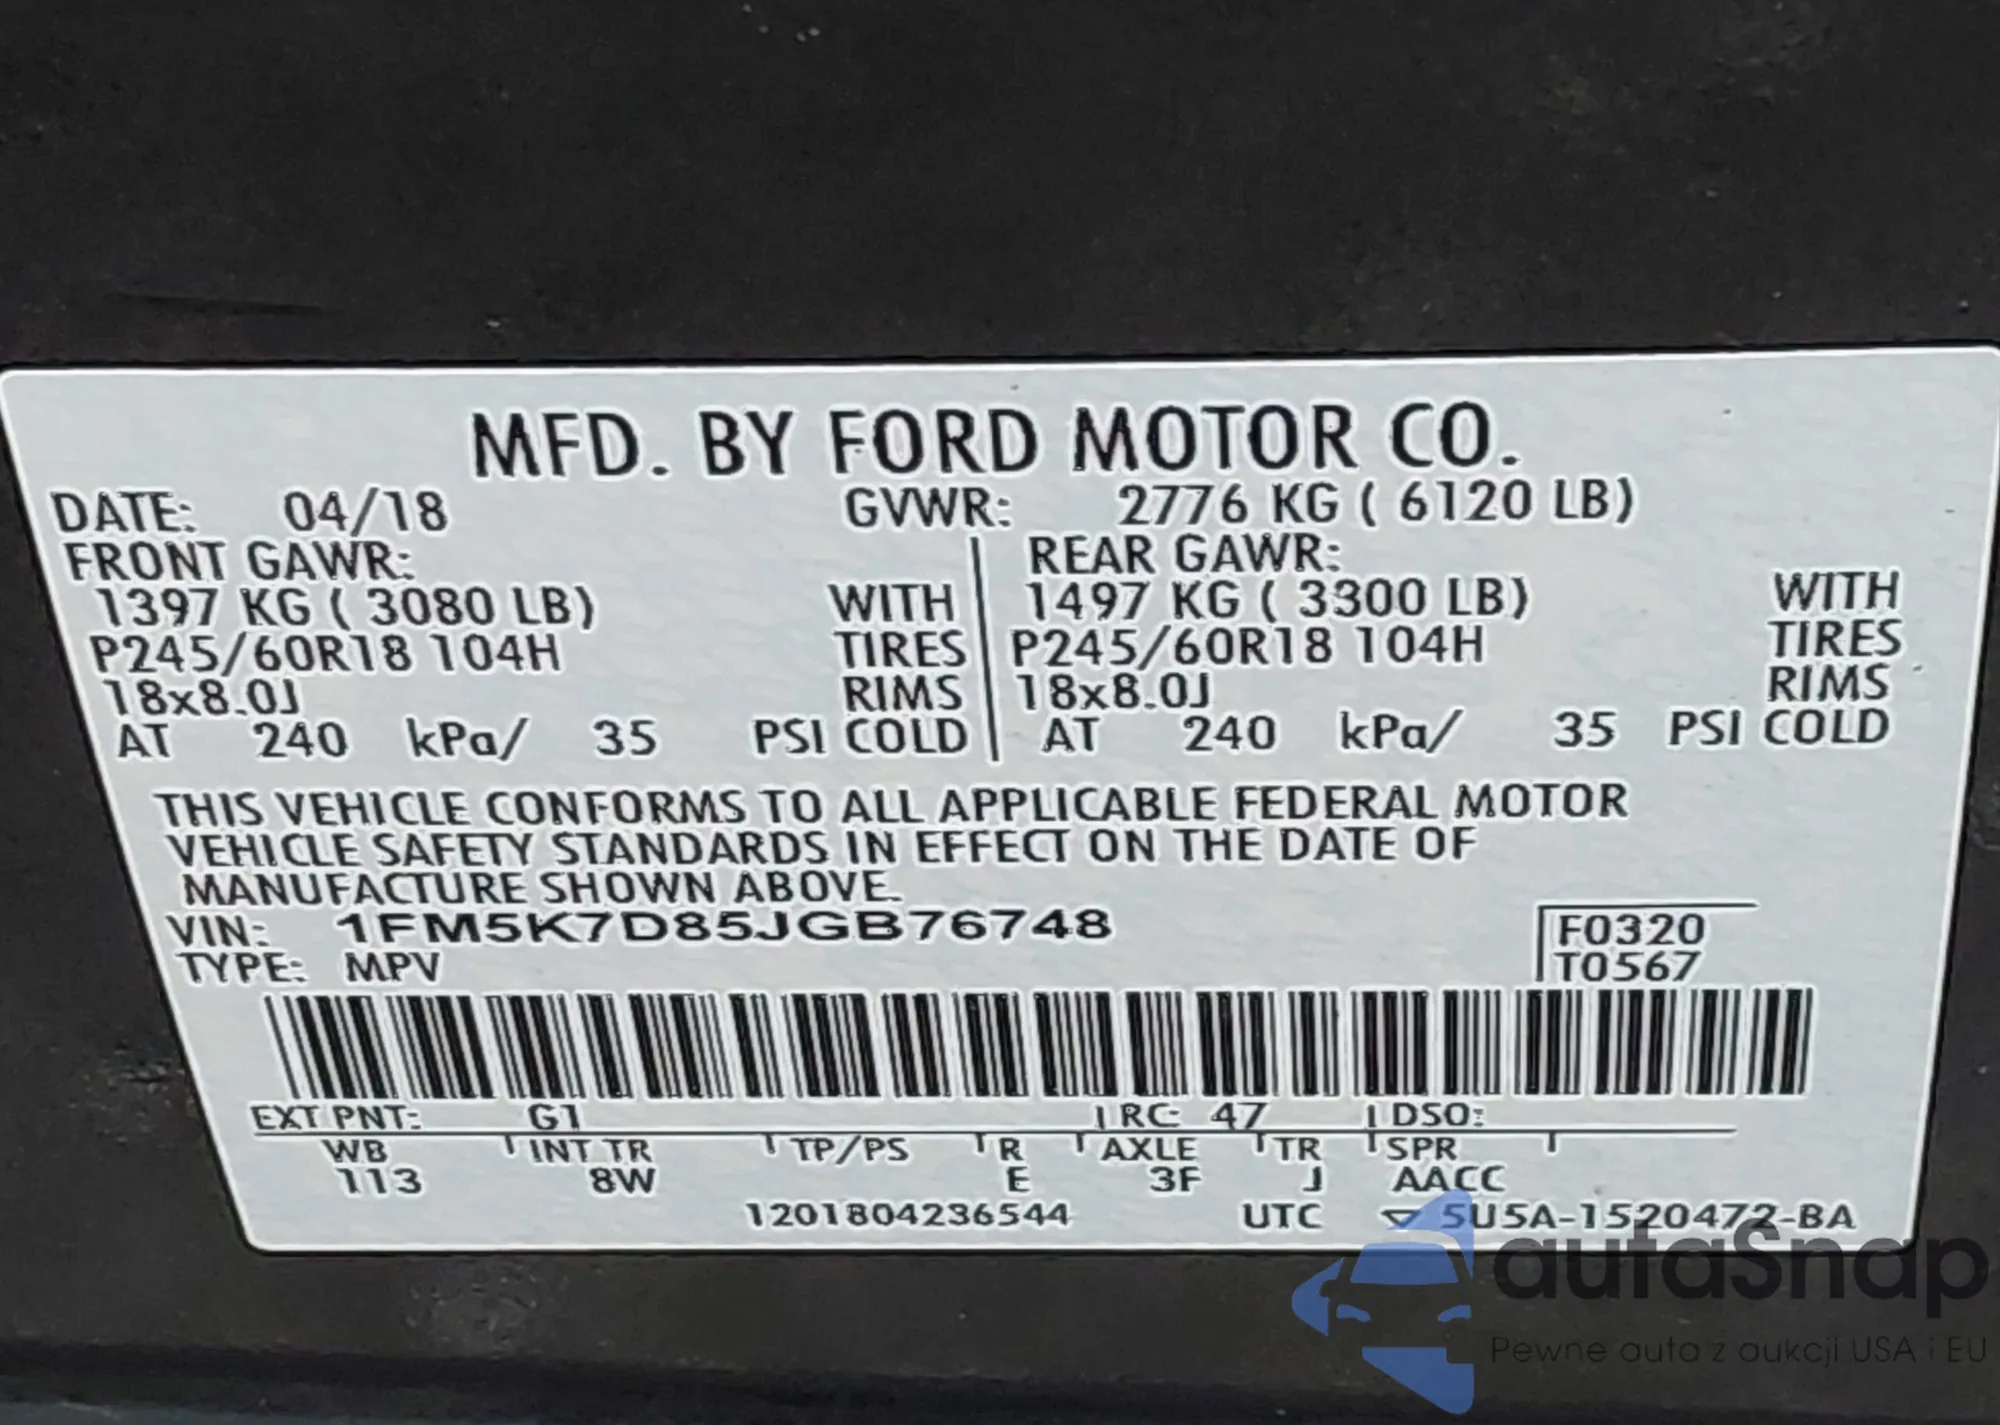 MFD. BY FORD MOTOR CO.
DATE: 04/18 GVWR: 2776 KG ( 6120 LB)
FRONT GAWR: REAR GAWR:
1397 KG ( 3080 LB) WITH 1497 KG ( 3300 LB) WITH
P245/60R18 104H TIRES P245/60R18 104H TIRES
18x8.0J RIMS 18x8.0J RIMS
AT 240 kPa/ 35 PSI COLD AT 240 kPa/ 35 PSI COLD
THIS VEHICLE CONFORMS TO ALL APPLICABLE FEDERAL MOTOR
VEHICLE SAFETY STANDARDS IN EFFECT ON THE DATE OF
MANUFACTURE SHOWN ABOVE.
VIN: 1FM5K7D85JGB76748 F0320
TYPE: MPV T0567
EXT PNT: G1 RC: 47 DSO:
WB INT TR TP/PS R AXLE TR SPR
113 8W E 3F J AACC
1201804236544 UTC 5U5A-1520472-BA
autaSnap
Pewne auta z aukcji USA i EU